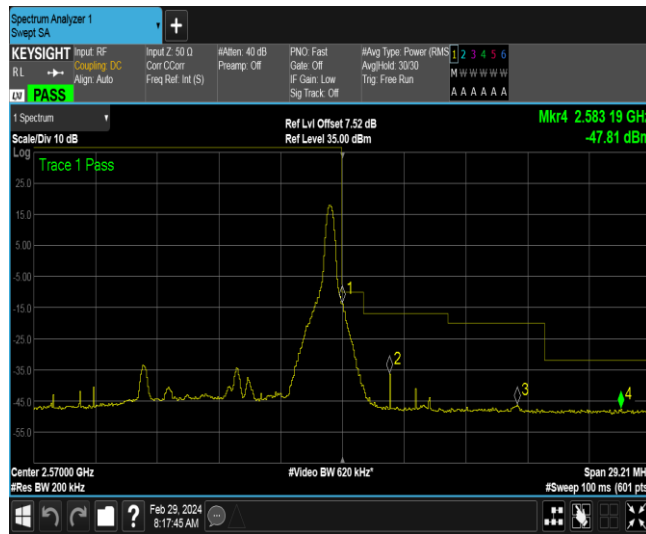 Spectrum Analyzer 1
Swept SA
+
KEYSIGHT Input: RF Input Z: 50 Ω #Atten: 40 dB PNO: Fast #Avg Type: Power (RMS 1 2 3 4 5 6
RL Coupling: DC Corr CCorr Preamp: Off Gate: Off Avg|Hold: 30/30 M W W W W W
Align: Auto Freq Ref: Int (S) IF Gain: Low Trig: Free Run
LXI PASS Sig Track: Off A A A A A A
1 Spectrum Ref Lvl Offset 7.52 dB Mkr4 2.583 19 GHz
Scale/Div 10 dB Ref Level 35.00 dBm -47.81 dBm
Log
Trace 1 Pass
25.0
15.0
5.00
-5.00
1
-15.0
-25.0
2
-35.0
3
4
-45.0
-55.0
Center 2.57000 GHz #Video BW 620 kHz* Span 29.21 MH
#Res BW 200 kHz #Sweep 100 ms (601 pts
? Feb 29, 2024
8:17:45 AM